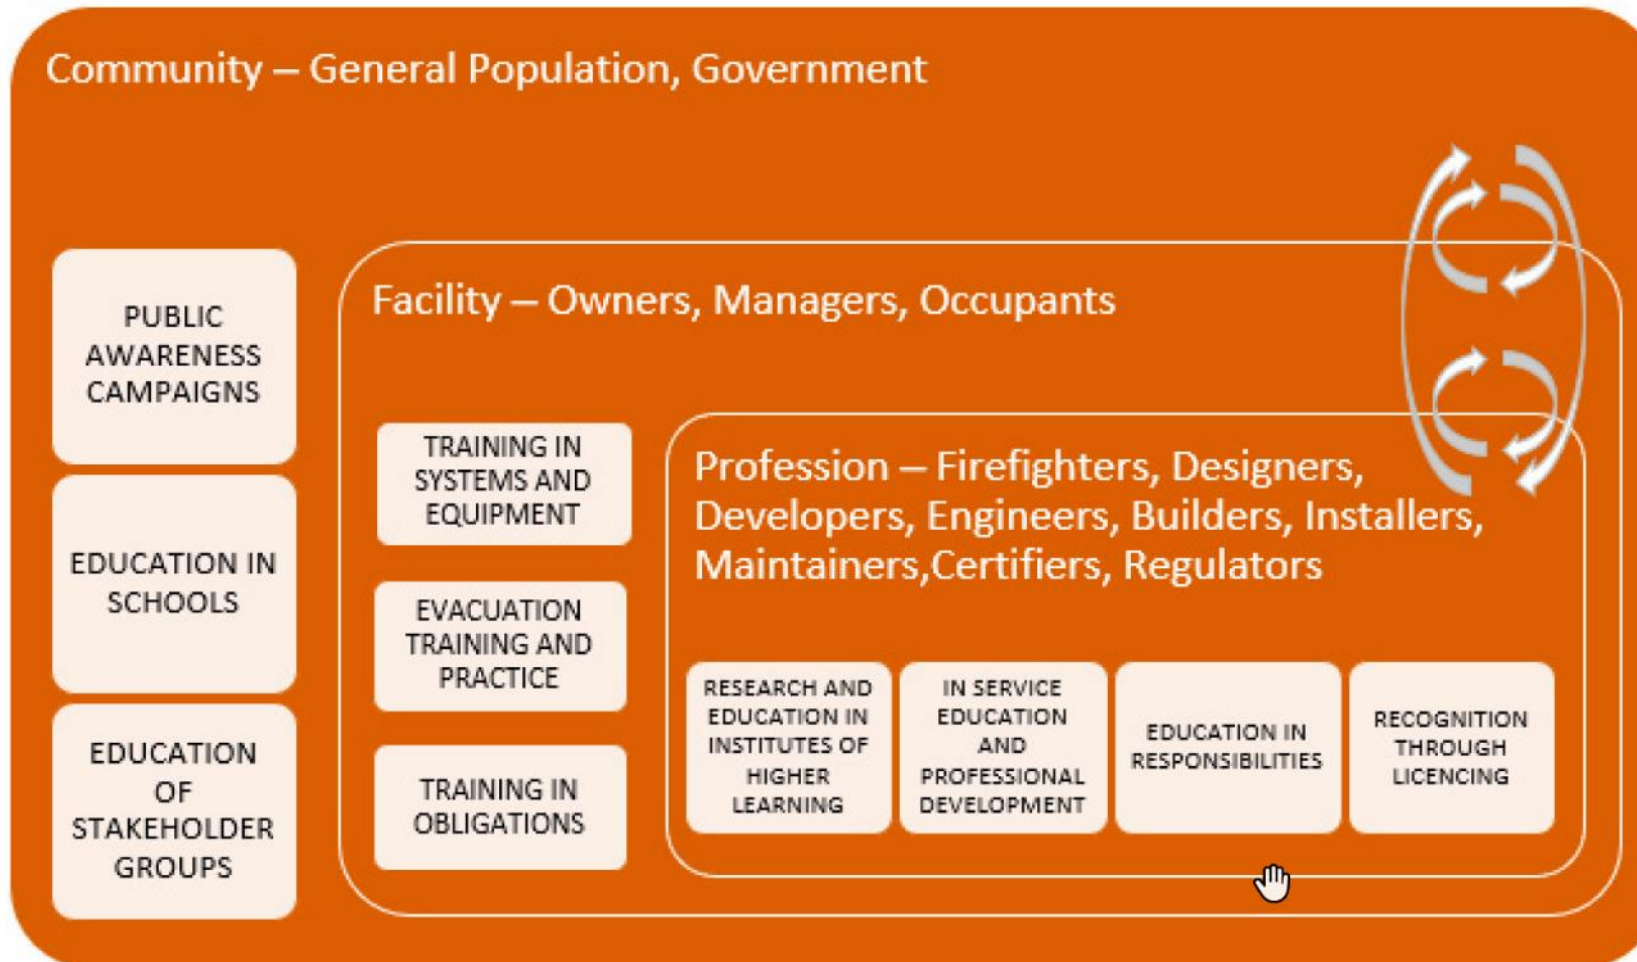 Community – General Population, Government
PUBLIC
AWARENESS
CAMPAIGNS
EDUCATION IN
SCHOOLS
EDUCATION
OF
STAKEHOLDER
GROUPS
Facility – Owners, Managers, Occupants
TRAINING IN
SYSTEMS AND
EQUIPMENT
EVACUATION
TRAINING AND
PRACTICE
TRAINING IN
OBLIGATIONS
Profession – Firefighters, Designers,
Developers, Engineers, Builders, Installers,
Maintainers,Certifiers, Regulators
RESEARCH AND
EDUCATION IN
INSTITUTES OF
HIGHER
LEARNING
IN SERVICE
EDUCATION
AND
PROFESSIONAL
DEVELOPMENT
EDUCATION IN
RESPONSIBILITIES
RECOGNITION
THROUGH
LICENCING